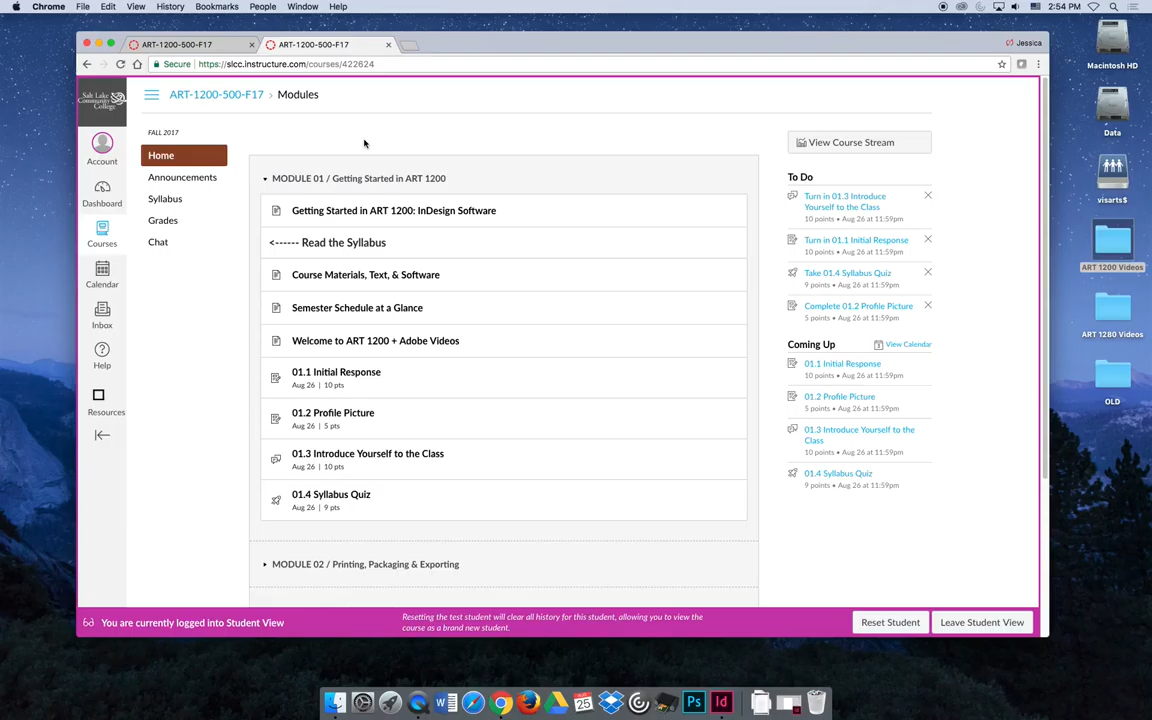 Chrome File Edit View History Bookmarks People Window Help 2:54 PM
ART-1200-500-F17
ART-1200-500-F17
Jessica
Secure https://slcc.instructure.com/courses/422624
Salt Lake
Community
College
Account
Dashboard
Courses
Calendar
Inbox
Help
Resources
ART-1200-500-F17 > Modules
FALL 2017
Home
Announcements
Syllabus
Grades
Chat
MODULE 01 / Getting Started in ART 1200
Getting Started in ART 1200: InDesign Software
<------ Read the Syllabus
Course Materials, Text, & Software
Semester Schedule at a Glance
Welcome to ART 1200 + Adobe Videos
01.1 Initial Response
Aug 26 | 10 pts
01.2 Profile Picture
Aug 26 | 5 pts
01.3 Introduce Yourself to the Class
Aug 26 | 10 pts
01.4 Syllabus Quiz
Aug 26 | 9 pts
MODULE 02 / Printing, Packaging & Exporting
View Course Stream
To Do
Turn in 01.3 Introduce
Yourself to the Class
10 points • Aug 26 at 11:59pm
Turn in 01.1 Initial Response
10 points • Aug 26 at 11:59pm
Take 01.4 Syllabus Quiz
9 points • Aug 26 at 11:59pm
Complete 01.2 Profile Picture
5 points • Aug 26 at 11:59pm
Coming Up
View Calendar
01.1 Initial Response
10 points • Aug 26 at 11:59pm
01.2 Profile Picture
5 points • Aug 26 at 11:59pm
01.3 Introduce Yourself to the
Class
10 points • Aug 26 at 11:59pm
01.4 Syllabus Quiz
9 points • Aug 26 at 11:59pm
You are currently logged into Student View
Resetting the test student will clear all history for this student, allowing you to view the
course as a brand new student.
Reset Student
Leave Student View
Macintosh HD
Data
visarts$
ART 1200 Videos
ART 1280 Videos
OLD
W
25
Ps
Id